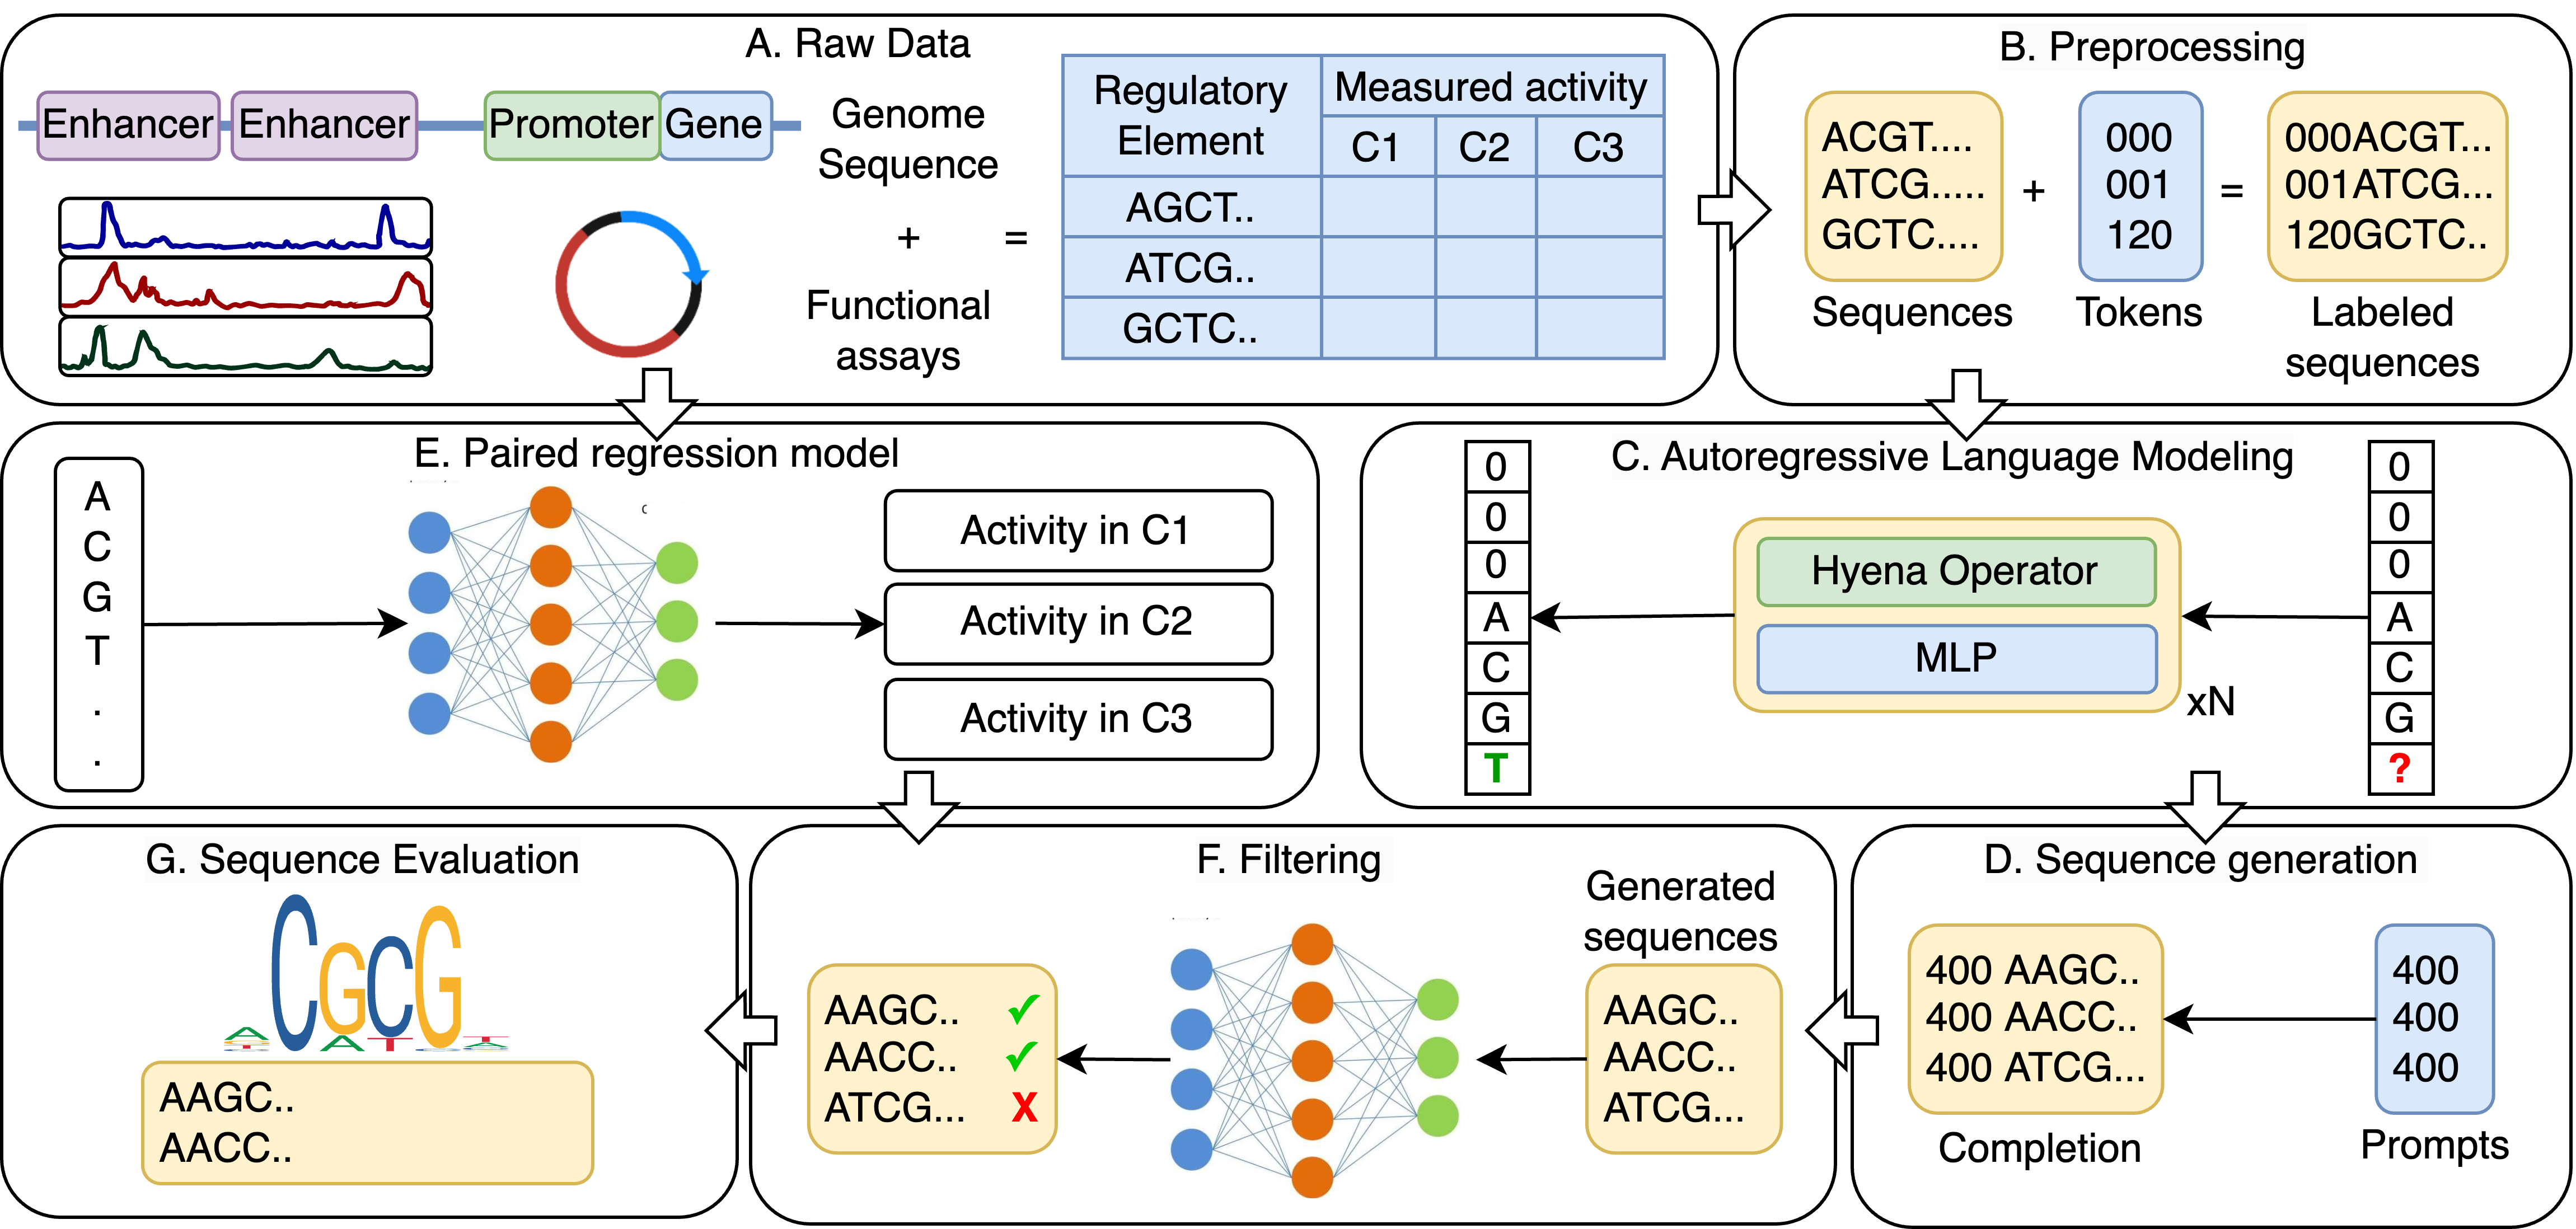 A. Raw Data
Enhancer
Enhancer
Promoter
Gene
Genome
Sequence
+
Functional
assays
=
Regulatory
Element
Measured activity
C1
C2
C3
AGCT..
ATCG..
GCTC..
B. Preprocessing
ACGT....
ATCG.....
GCTC....
Sequences
+
000
001
120
Tokens
=
000ACGT...
001ATCG...
120GCTC..
Labeled
sequences
E. Paired regression model
A
C
G
T
.
.
Activity in C1
Activity in C2
Activity in C3
C. Autoregressive Language Modeling
0
0
0
A
C
G
T
Hyena Operator
MLP
xN
0
0
0
A
C
G
?
G. Sequence Evaluation
CGCG
AAGC..
AACC..
F. Filtering
AAGC.. ✓
AACC.. ✓
ATCG... X
Generated
sequences
AAGC..
AACC..
ATCG...
D. Sequence generation
400 AAGC..
400 AACC..
400 ATCG...
Completion
400
400
400
Prompts